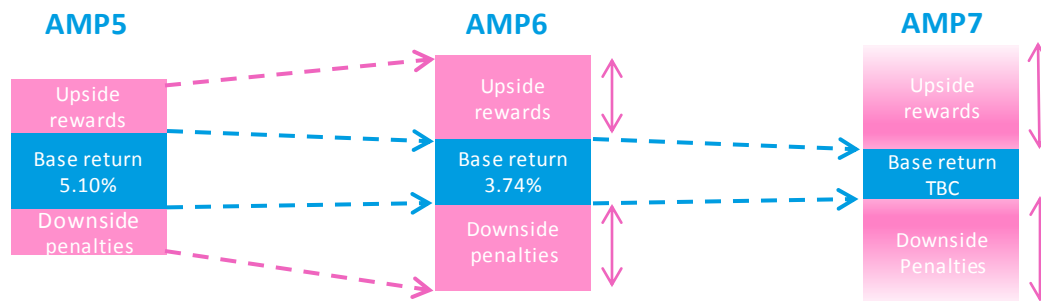 AMP5
AMP6
AMP7
Upside
rewards
Base return
5.10%
Downside
penalties
Upside
rewards
Base return
3.74%
Downside
penalties
Upside
rewards
Base return
TBC
Downside
Penalties